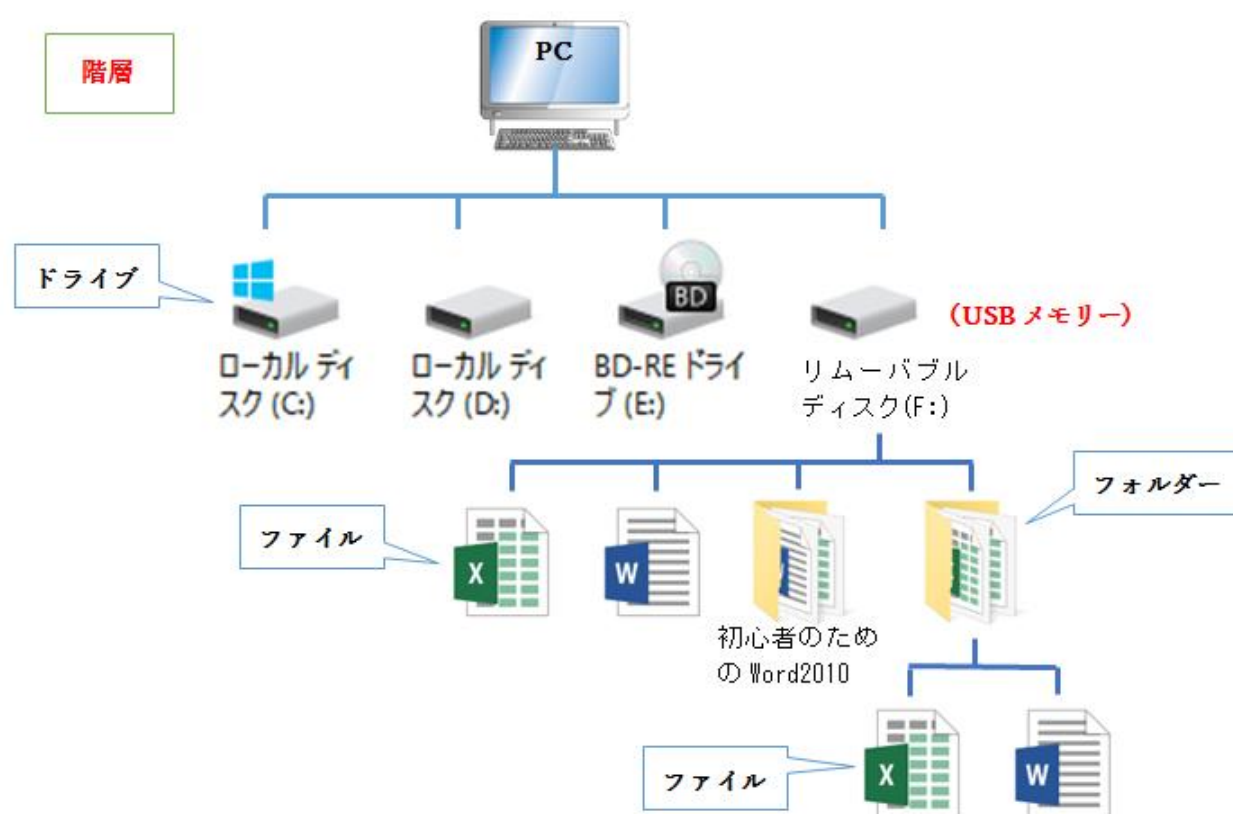 階層
PC
ドライブ
BD
ローカル ディ
スク (C:)
ローカル ディ
スク (D:)
BD-RE ドライ
ブ (E:)
リムーバブル
ディスク(F:)
（USB メモリー）
ファイル
X
W
W
フォルダー
初心者のため
の Word2010
ファイル
X
W